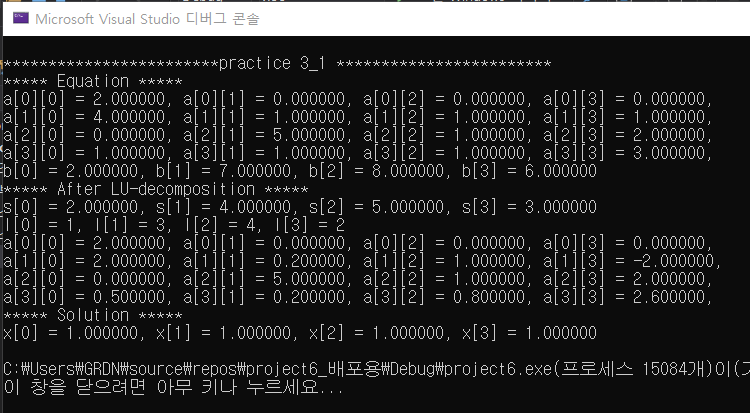 Microsoft Visual Studio 디버그 콘솔
************************practice 3_1 ************************
***** Equation *****
a[0][0] = 2.000000, a[0][1] = 0.000000, a[0][2] = 0.000000, a[0][3] = 0.000000,
a[1][0] = 4.000000, a[1][1] = 1.000000, a[1][2] = 1.000000, a[1][3] = 1.000000,
a[2][0] = 0.000000, a[2][1] = 5.000000, a[2][2] = 1.000000, a[2][3] = 2.000000,
a[3][0] = 1.000000, a[3][1] = 1.000000, a[3][2] = 1.000000, a[3][3] = 3.000000,
b[0] = 2.000000, b[1] = 7.000000, b[2] = 8.000000, b[3] = 6.000000
***** After LU-decomposition *****
s[0] = 2.000000, s[1] = 4.000000, s[2] = 5.000000, s[3] = 3.000000
l[0] = 1, l[1] = 3, l[2] = 4, l[3] = 2
a[0][0] = 2.000000, a[0][1] = 0.000000, a[0][2] = 0.000000, a[0][3] = 0.000000,
a[1][0] = 2.000000, a[1][1] = 0.200000, a[1][2] = 1.000000, a[1][3] = -2.000000,
a[2][0] = 0.000000, a[2][1] = 5.000000, a[2][2] = 1.000000, a[2][3] = 2.000000,
a[3][0] = 0.500000, a[3][1] = 0.200000, a[3][2] = 0.800000, a[3][3] = 2.600000,
***** Solution *****
x[0] = 1.000000, x[1] = 1.000000, x[2] = 1.000000, x[3] = 1.000000
C:₩Users₩GRDN₩source₩repos₩project6_배포용₩Debug₩project6.exe(프로세스 15084개)이(
이 창을 닫으려면 아무 키나 누르세요...